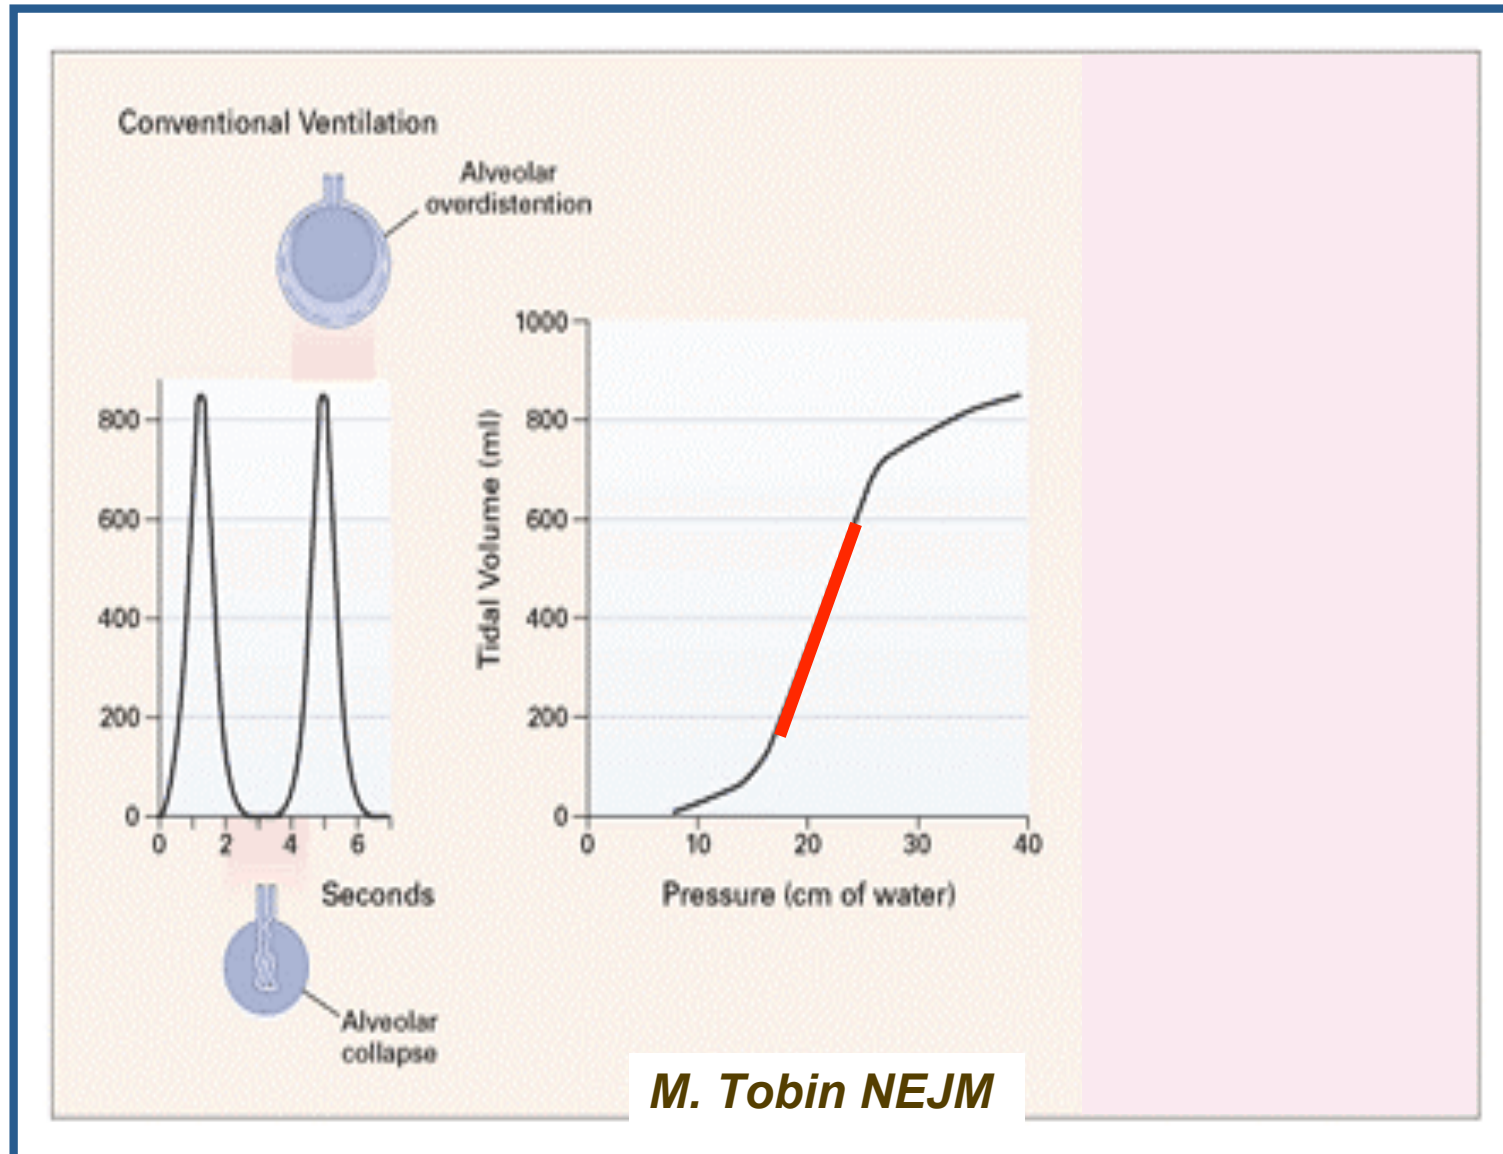 Conventional Ventilation
Alveolar
overdistention
800
600
400
200
0
0
2
4
6
Seconds
Alveolar
collapse
Tidal Volume (ml)
1000
800
600
400
200
0
0
10
20
30
40
Pressure (cm of water)
M. Tobin NEJM